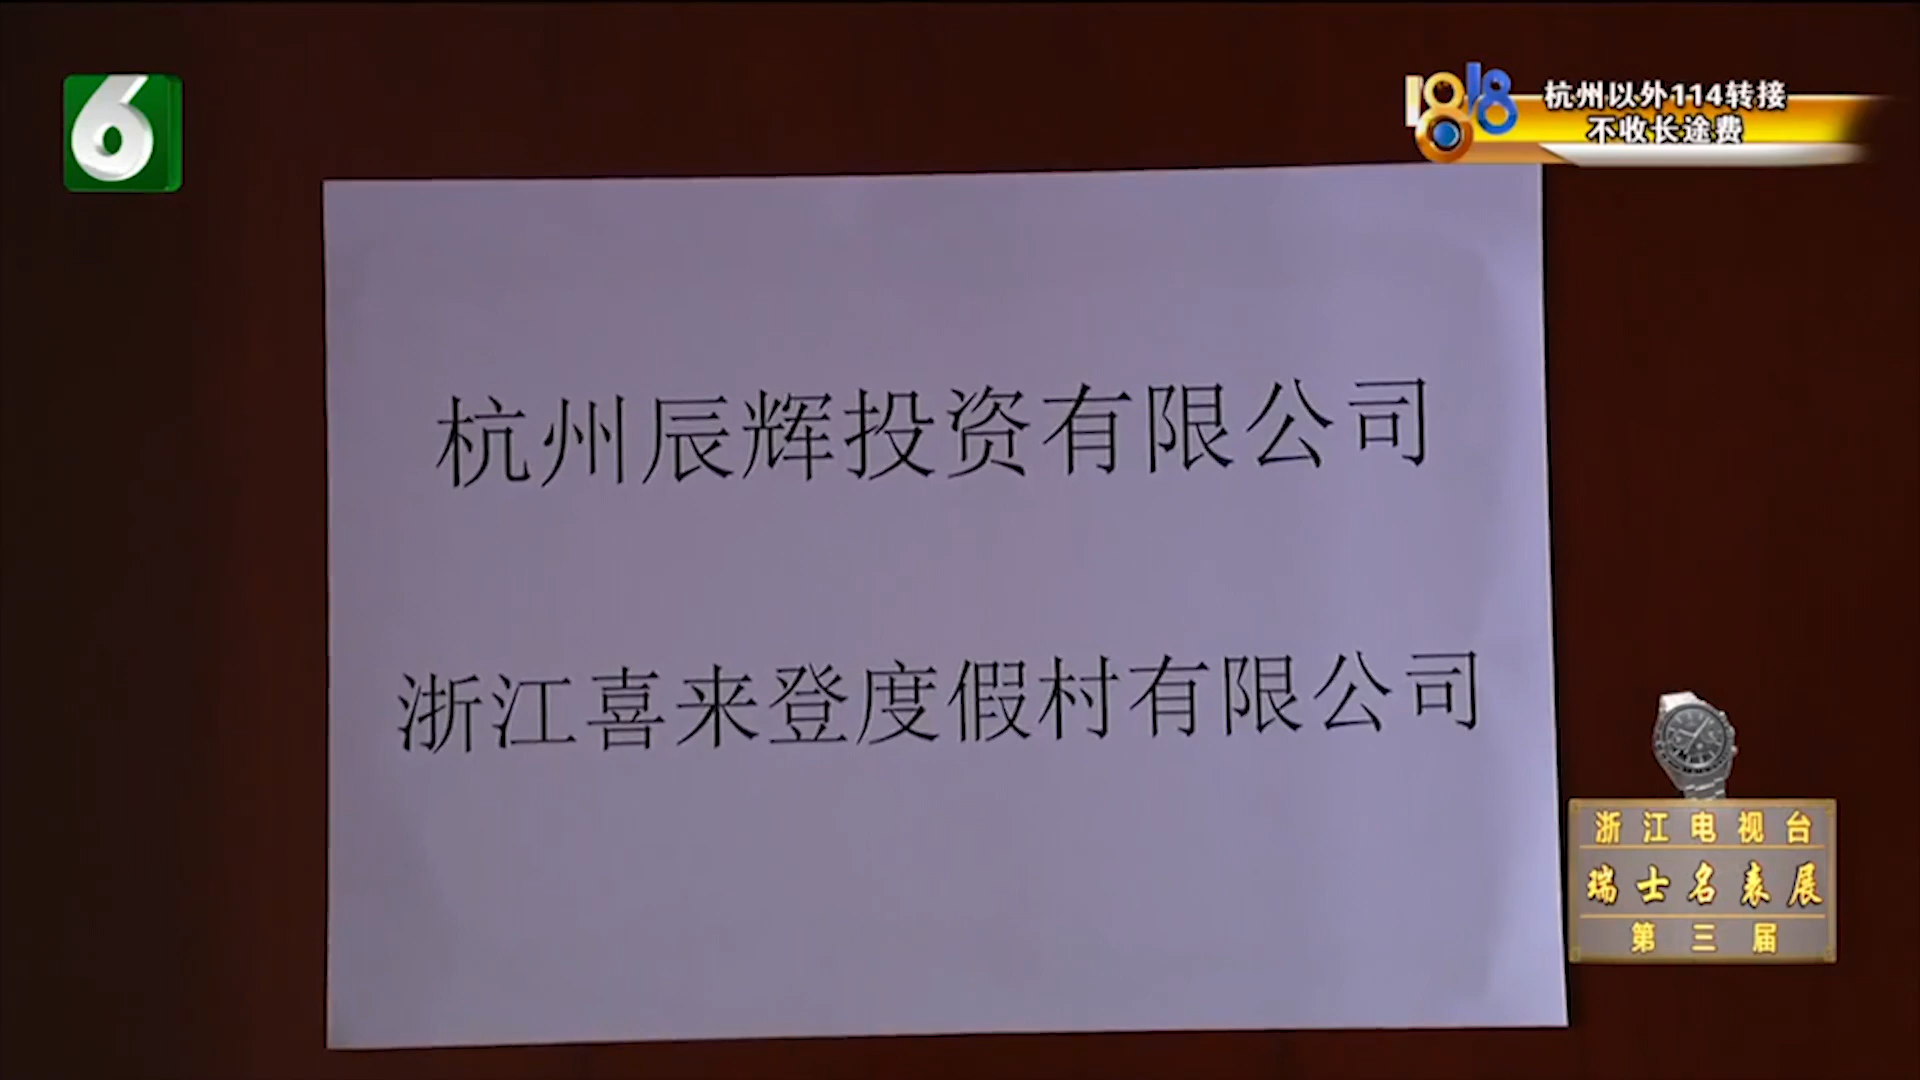 6
1818
杭州以外114转接
不收长途费
杭州辰辉投资有限公司
浙江喜来登度假村有限公司
浙江电视台
瑞士名表展
第三届